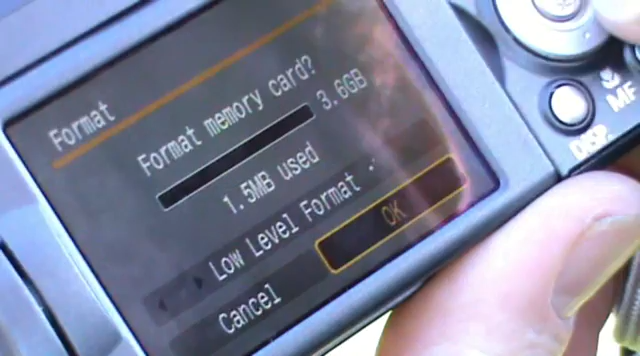 Format
Format memory card?
3.6GB
1.5MB used
Low Level Format
Cancel
OK
DISP.
MF